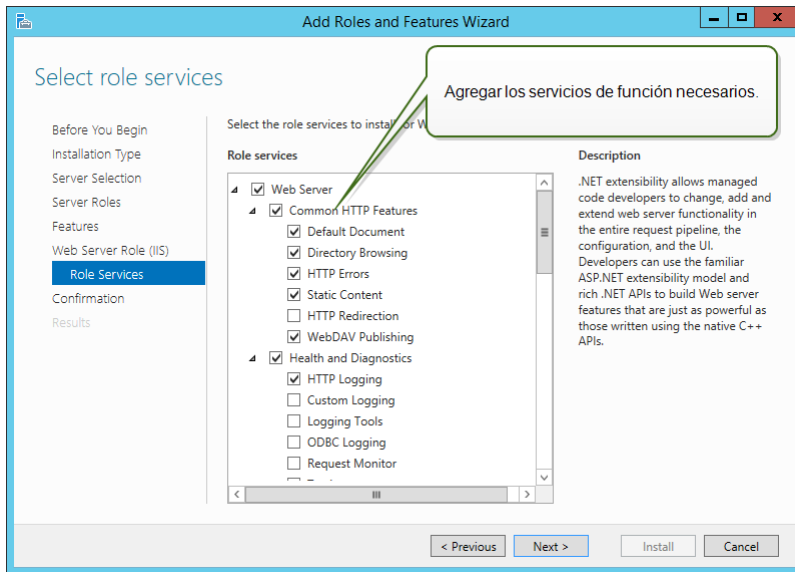 Add Roles and Features Wizard
Select role services
Agregar los servicios de función necesarios.
Before You Begin
Installation Type
Server Selection
Server Roles
Features
Web Server Role (IIS)
Role Services
Confirmation
Results
Select the role services to install for W
Role services
Web Server
Common HTTP Features
Default Document
Directory Browsing
HTTP Errors
Static Content
HTTP Redirection
WebDAV Publishing
Health and Diagnostics
HTTP Logging
Custom Logging
Logging Tools
ODBC Logging
Request Monitor
Description
.NET extensibility allows managed
code developers to change, add and
extend web server functionality in
the entire request pipeline, the
configuration, and the UI.
Developers can use the familiar
ASP.NET extensibility model and
rich .NET APIs to build Web server
features that are just as powerful as
those written using the native C++
APIs.
< Previous
Next >
Install
Cancel